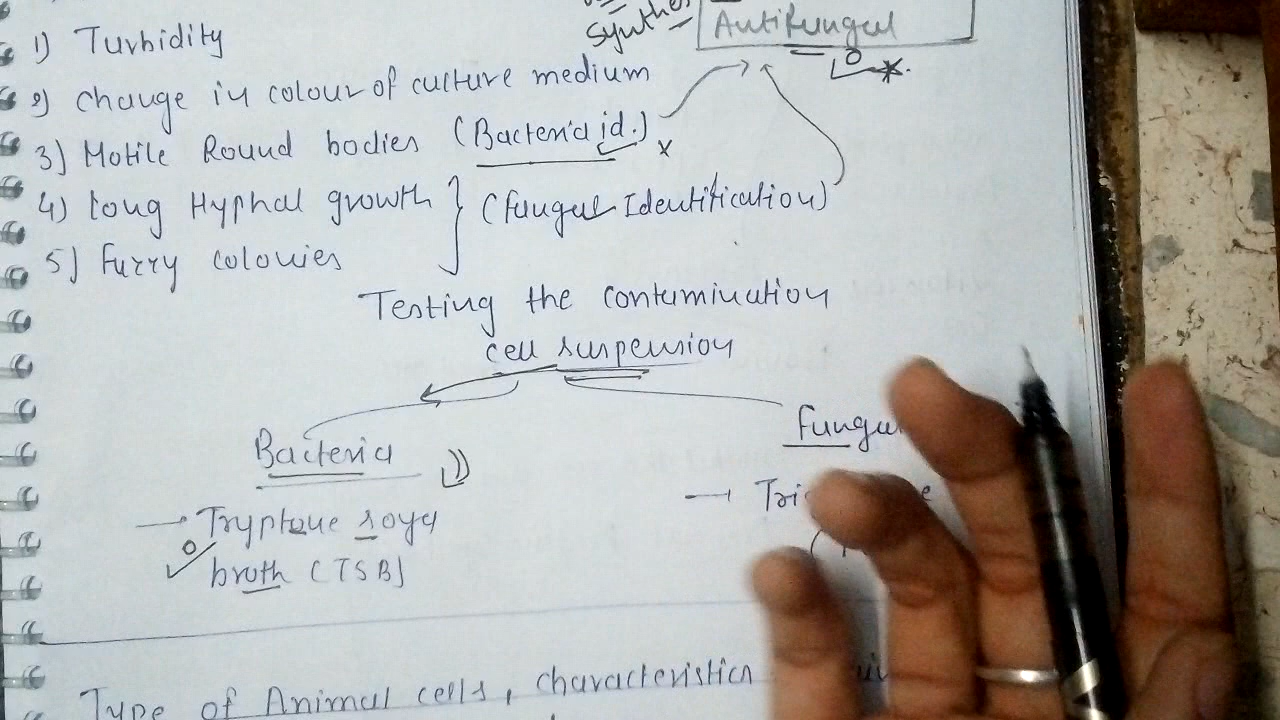 Synthe
Antifungal
1) Turbidity
2) Change in colour of culture medium
3) Motile Round bodies (Bacteria id.)
4) long Hyphal growth } (fungal Identification)
5) Furry colonies
Testing the contamination
cell suspension
Bacteria
Fungal
→ Tryptone soya
broth (TSB)
→ Tri
Type of Animal cells, characteristics